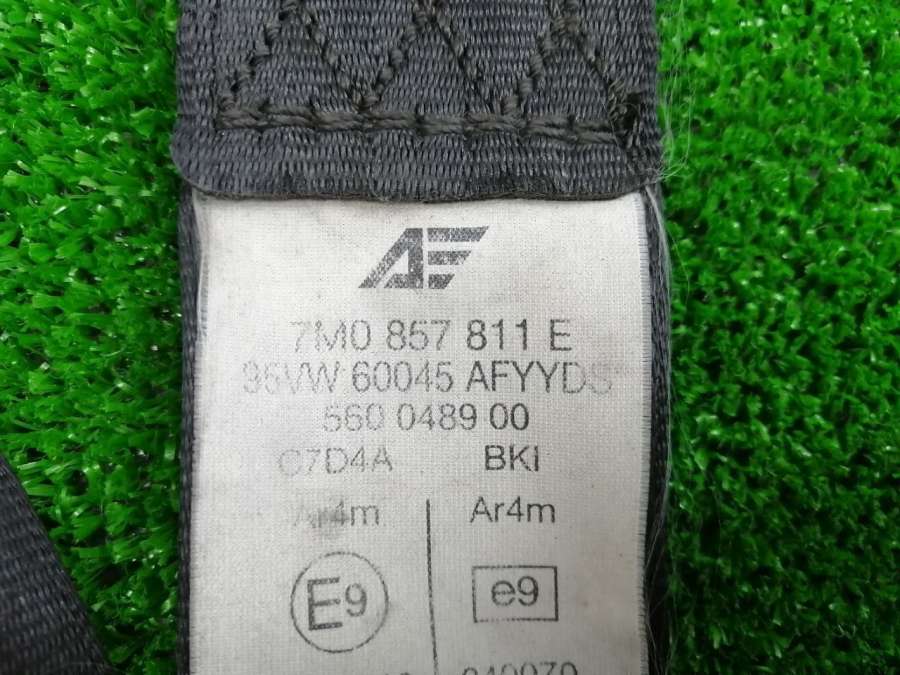 AE
7M0 857 811 E
95VW 60045 AFYYDS
560 0489 00
C7D4A BKI
Ar4m Ar4m
E9 e9